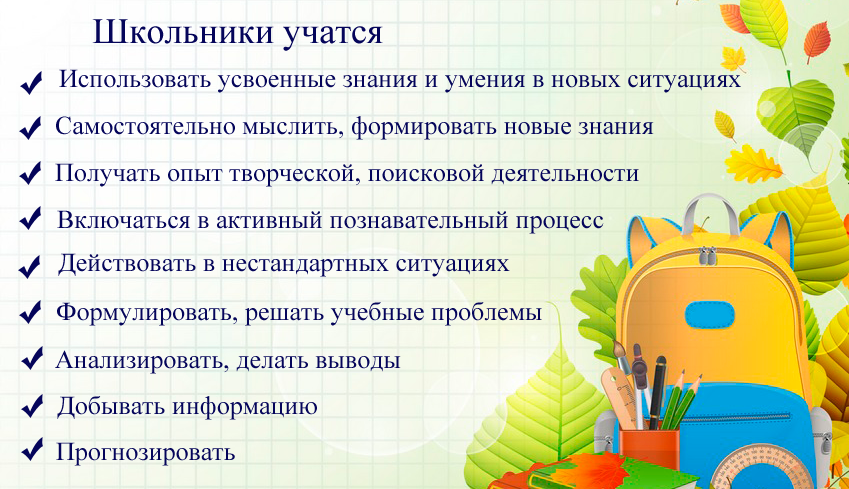 Школьники учатся
Использовать усвоенные знания и умения в новых ситуациях
Самостоятельно мыслить, формировать новые знания
Получать опыт творческой, поисковой деятельности
Включаться в активный познавательный процесс
Действовать в нестандартных ситуациях
Формулировать, решать учебные проблемы
Анализировать, делать выводы
Добывать информацию
Прогнозировать